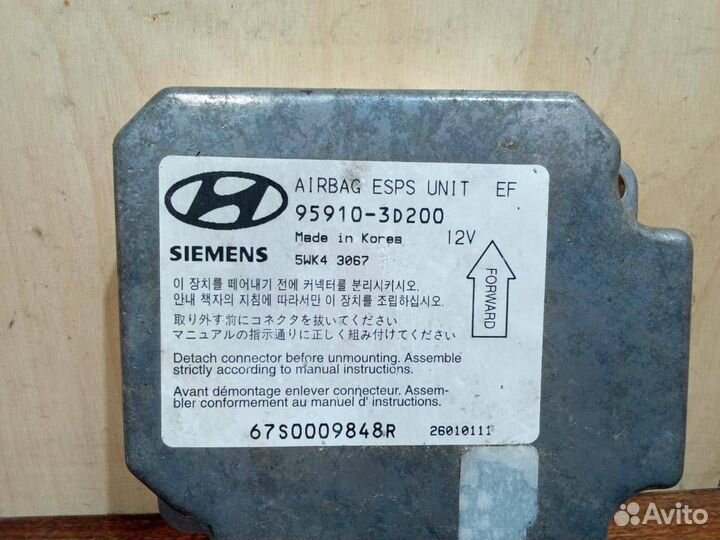 AIRBAG ESPS UNIT EF
95910-3D200
Made in Korea 12V
SIEMENS
5WK4 3067
FORWARD
이 장치를 떼어내기 전에 커넥터를 분리시키시오.
안내 책자의 지침에 따라서만 이 장치를 조립하십시오.
取り外す前にコネクタを抜いてください
マニュアルの指示通りに正しく組み付けてください
Detach connector before unmounting. Assemble
strictly according to manual instructions.
Avant démontage enlever connecteur. Assem-
bler conformement au manuel d' instructions.
67S0009848R 26010111
Avito